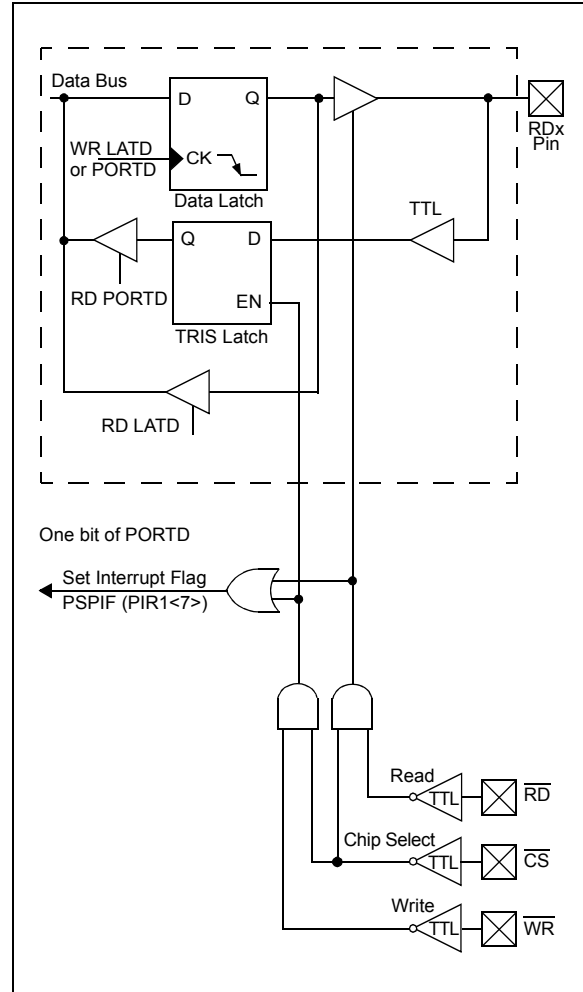 Data Bus
D
Q
WR LATD
or PORTD
CK
Data Latch
RDx
Pin
TTL
Q
D
RD PORTD
EN
TRIS Latch
RD LATD
One bit of PORTD
Set Interrupt Flag
PSPIF (PIR1<7>)
Read
TTL
RD
Chip Select
TTL
CS
Write
TTL
WR